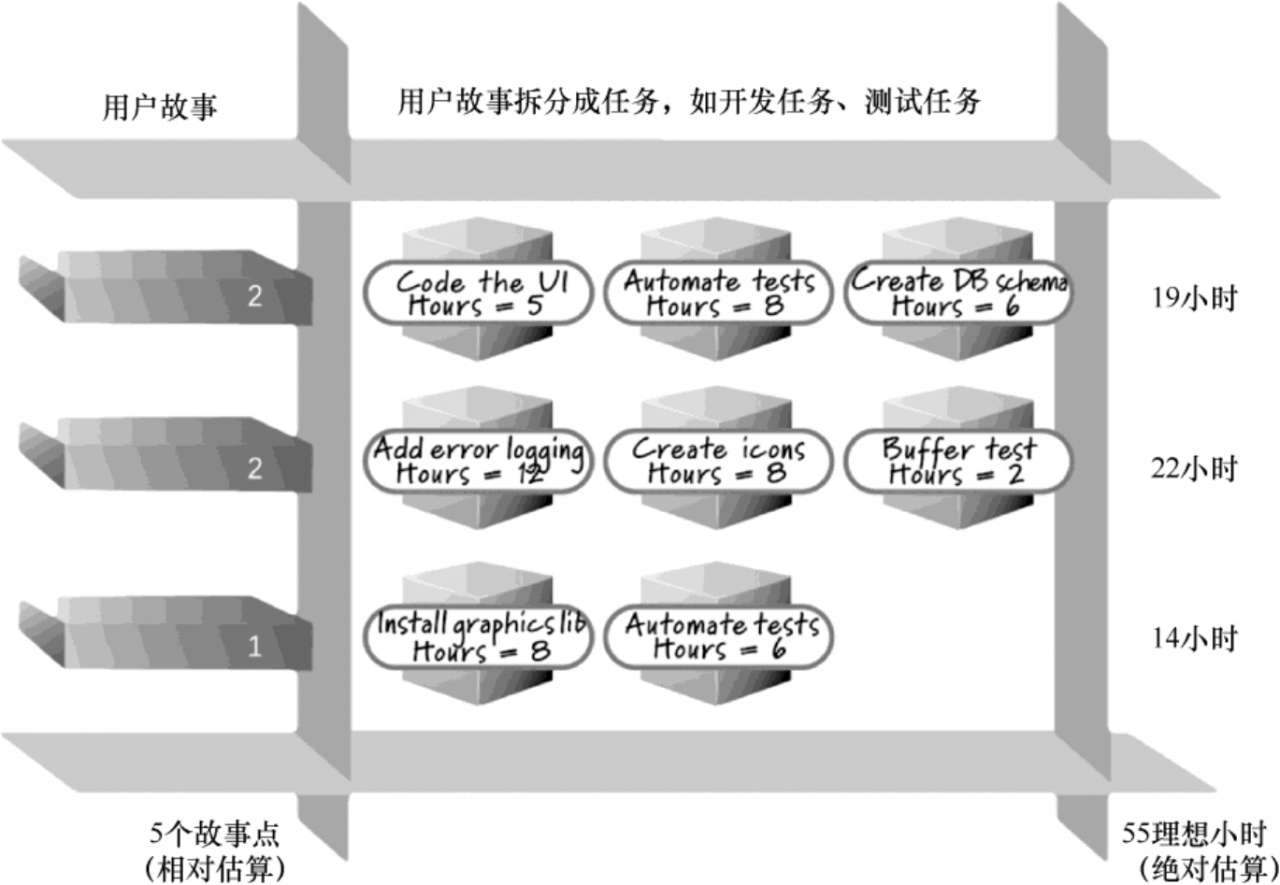 用户故事
用户故事拆分成任务，如开发任务、测试任务
2
Code the UI
Hours = 5
Automate tests
Hours = 8
Create DB schema
Hours = 6
19小时
2
Add error logging
Hours = 12
Create icons
Hours = 8
Buffer test
Hours = 2
22小时
1
Install graphics lib
Hours = 8
Automate tests
Hours = 6
14小时
5个故事点
（相对估算）
55理想小时
（绝对估算）